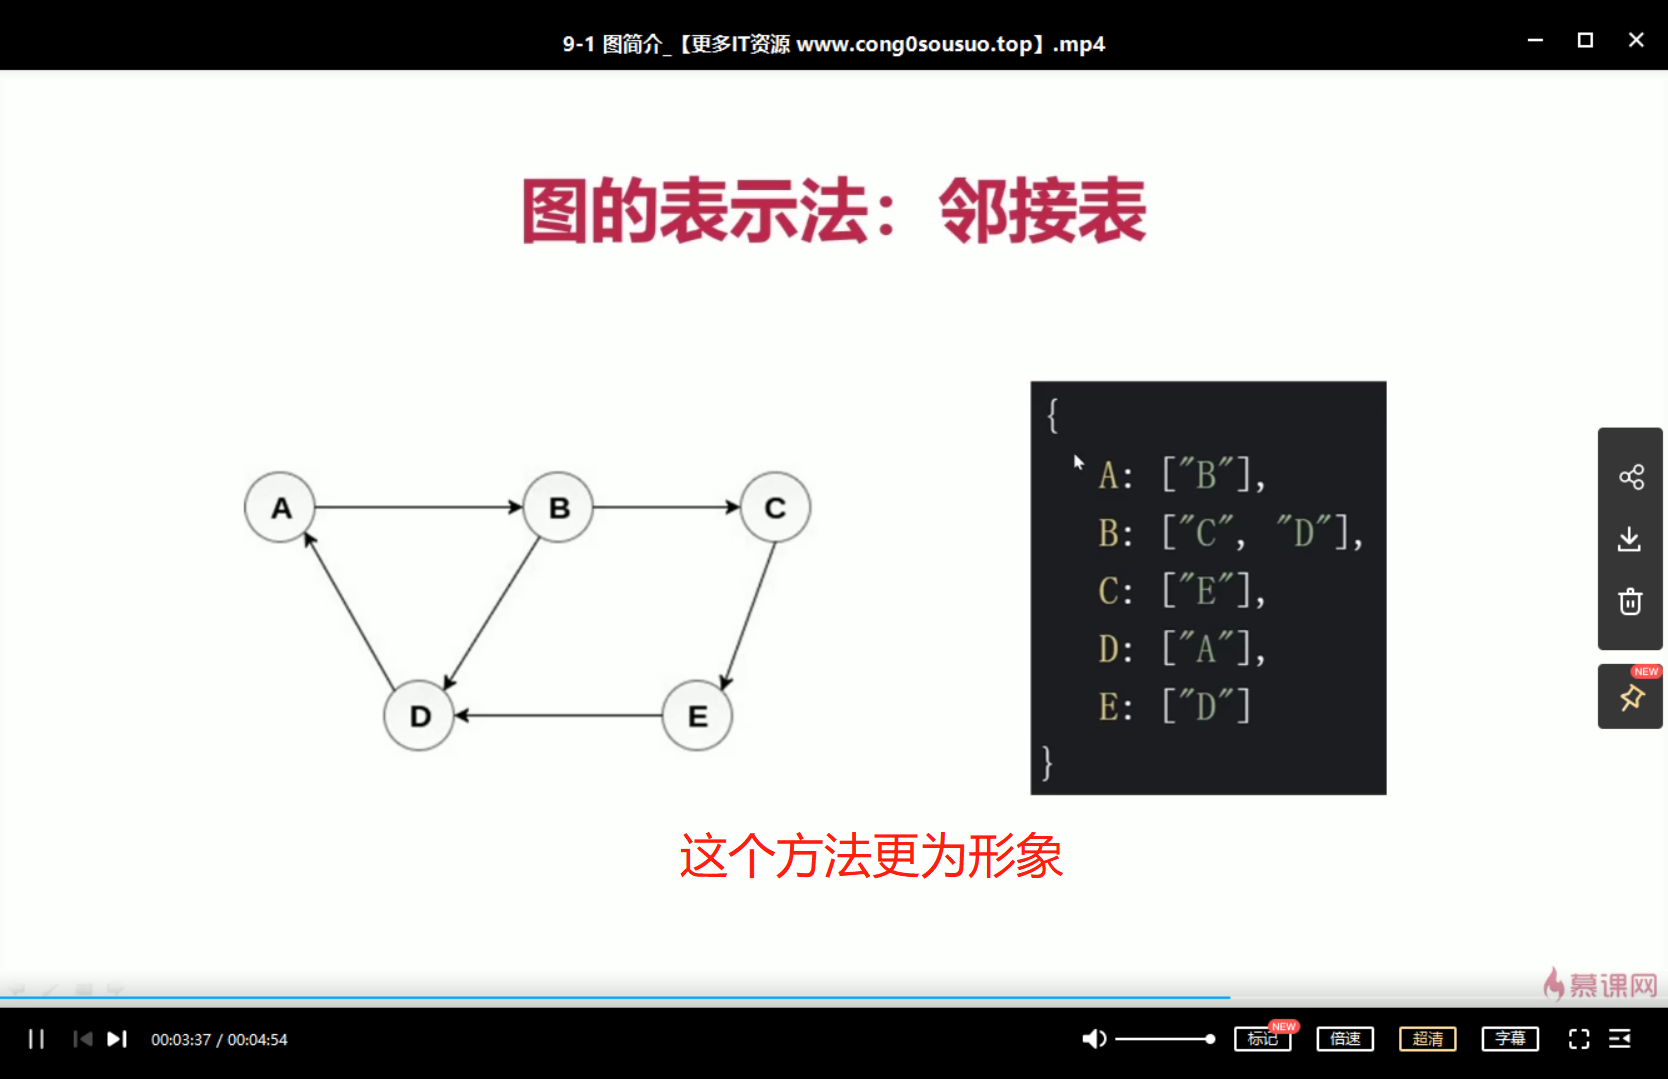 9-1 图简介_【更多IT资源 www.cong0sousuo.top】.mp4
图的表示法：邻接表
A
B
C
D
E
{
A: ["B"],
B: ["C", "D"],
C: ["E"],
D: ["A"],
E: ["D"]
}
NEW
这个方法更为形象
慕课网
00:03:37 / 00:04:54
标记
NEW
倍速
超清
字幕